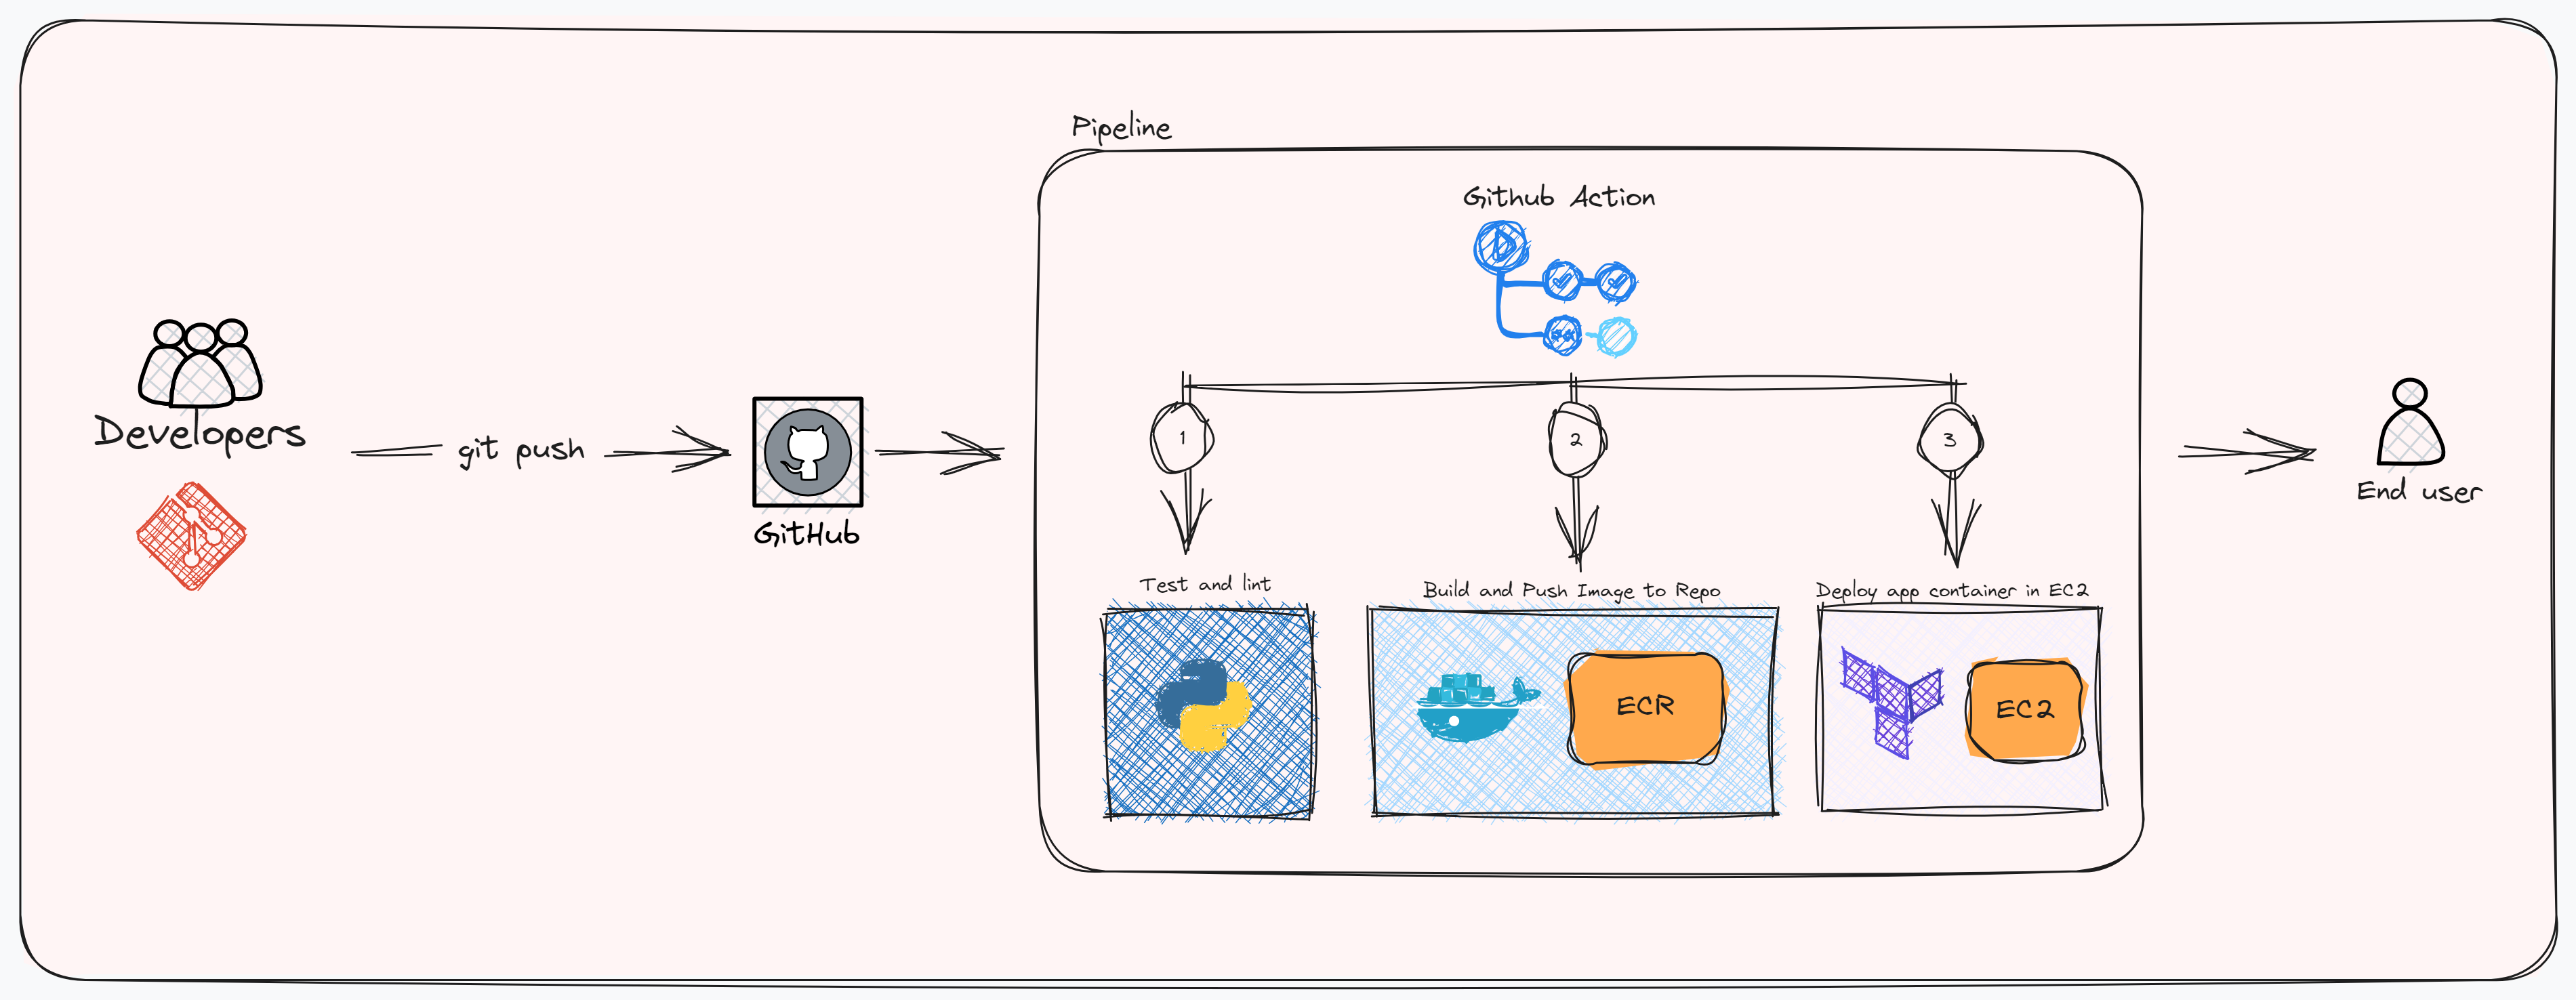 Pipeline
Github Action
Developers
git push
GitHub
1
2
3
End user
Test and lint
Build and Push Image to Repo
Deploy app container in EC2
ECR
EC2